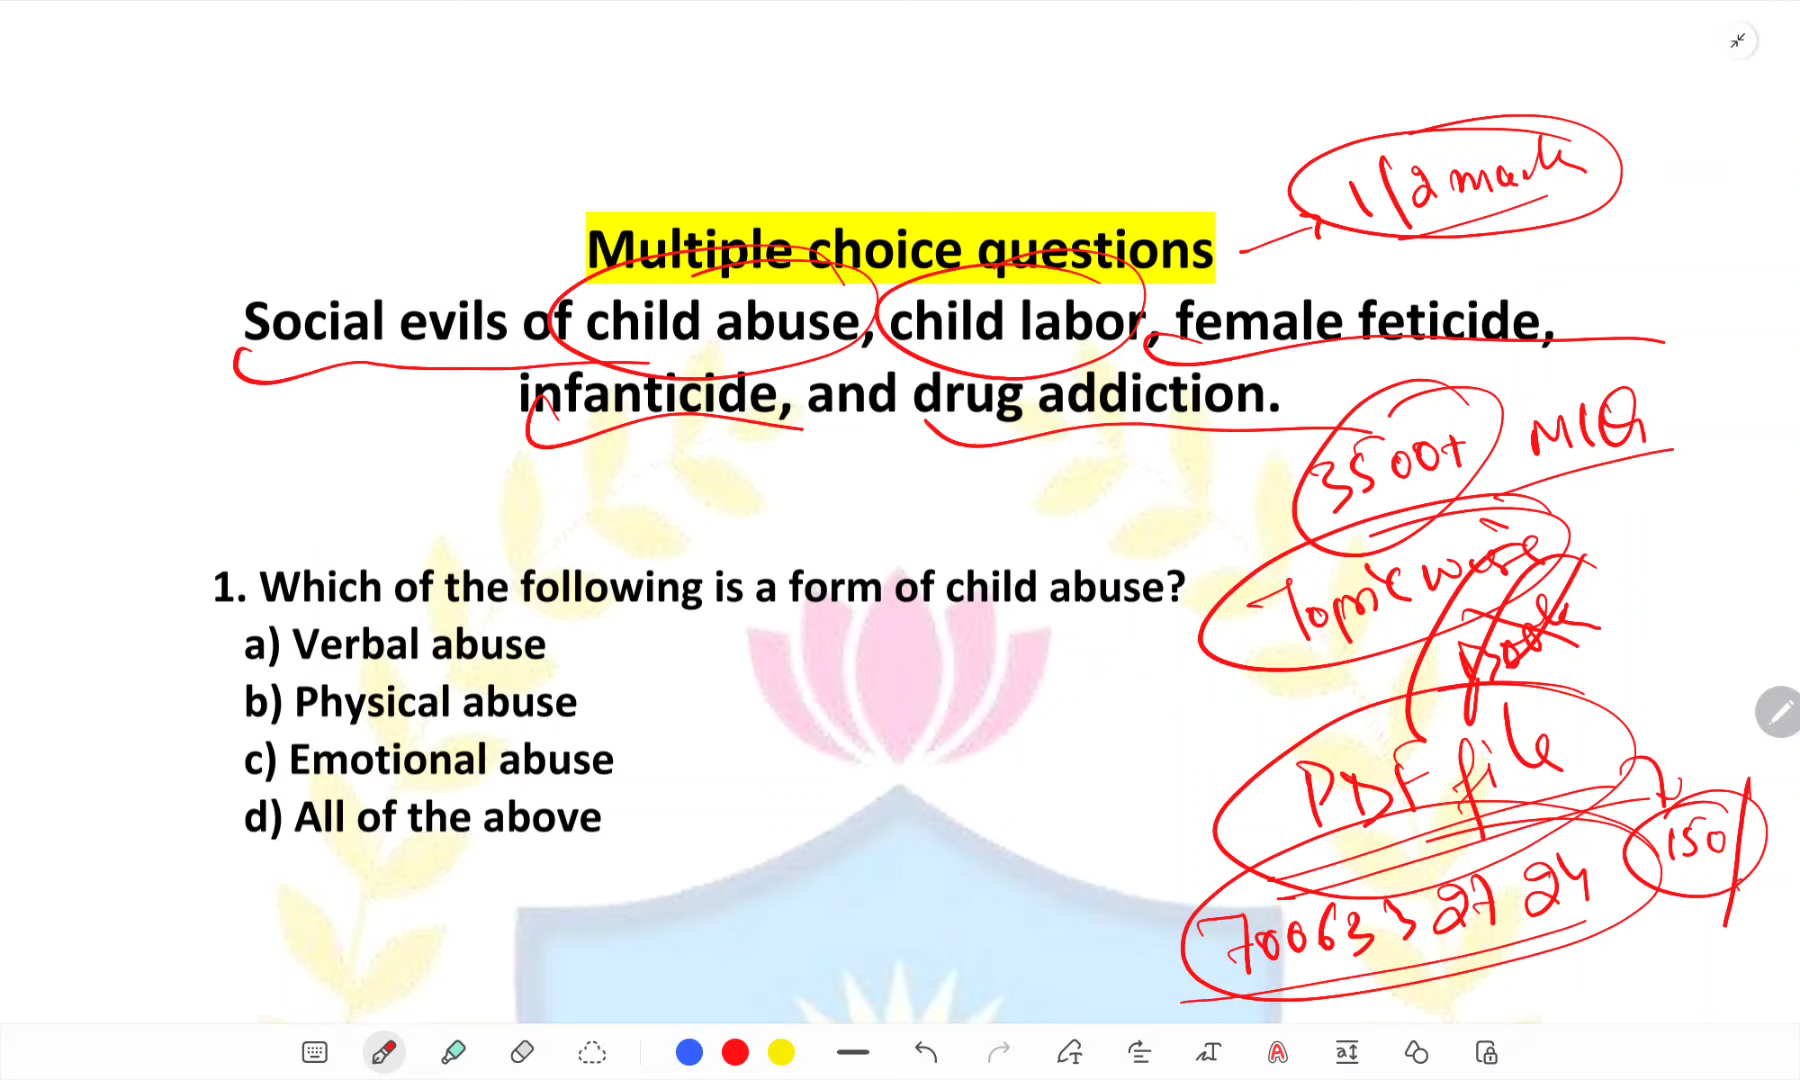 1/2 mark
Multiple choice questions
Social evils of child abuse, child labor, female feticide,
infanticide, and drug addiction.
3500+ MCQ
Topic wise
1. Which of the following is a form of child abuse?
a) Verbal abuse
b) Physical abuse
c) Emotional abuse
d) All of the above
PDF file
150/
7006332724